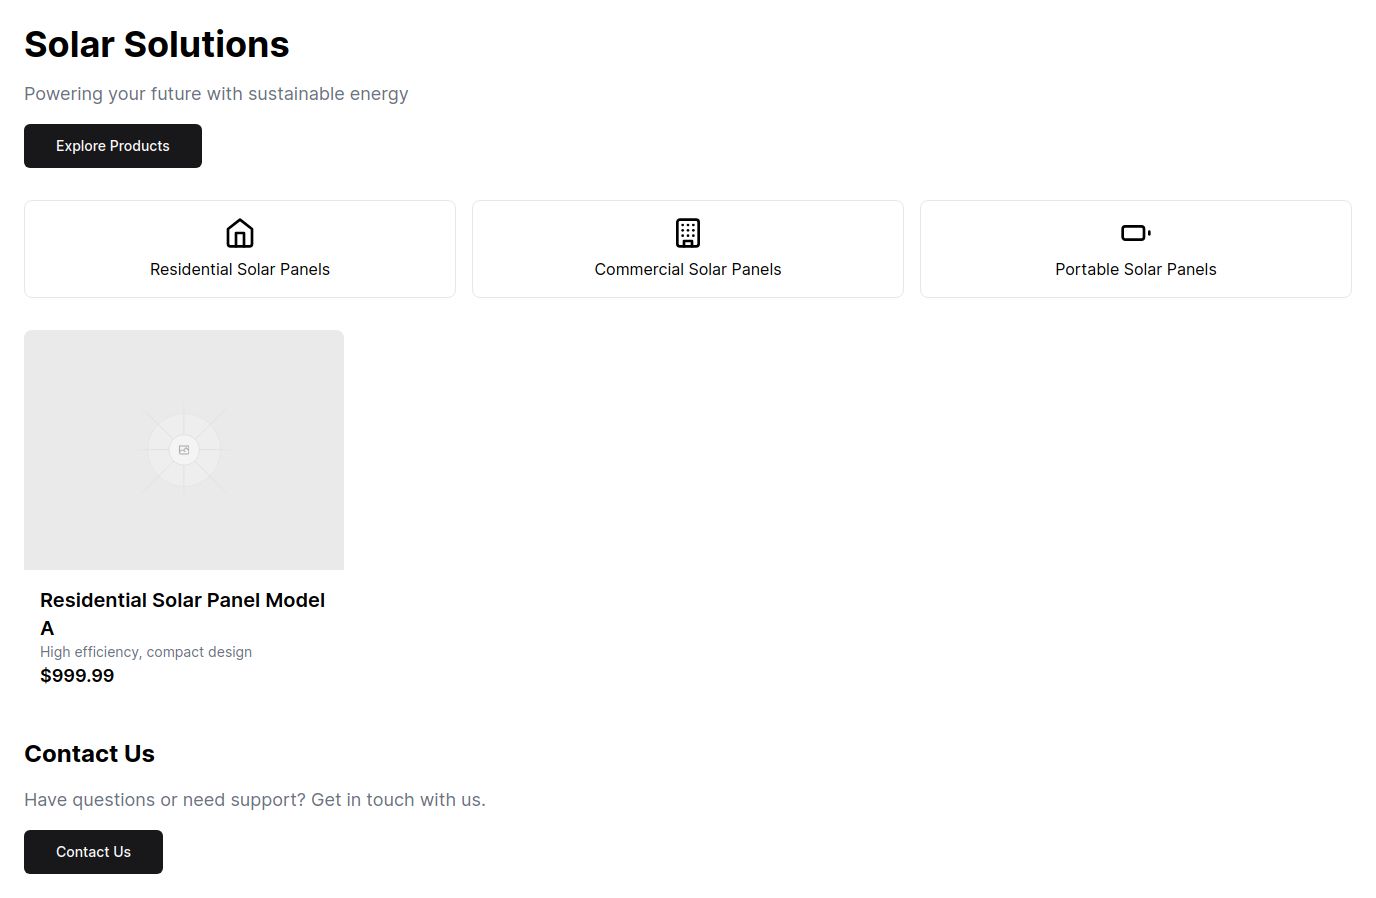 Solar Solutions
Powering your future with sustainable energy
Explore Products
Residential Solar Panels
Commercial Solar Panels
Portable Solar Panels
Residential Solar Panel Model
A
High efficiency, compact design
$999.99
Contact Us
Have questions or need support? Get in touch with us.
Contact Us